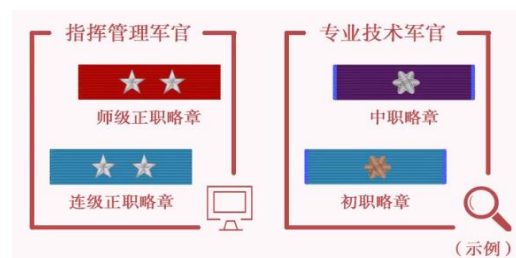 指挥管理军官
师级正职略章
连级正职略章
专业技术军官
中职略章
初职略章
（示例）